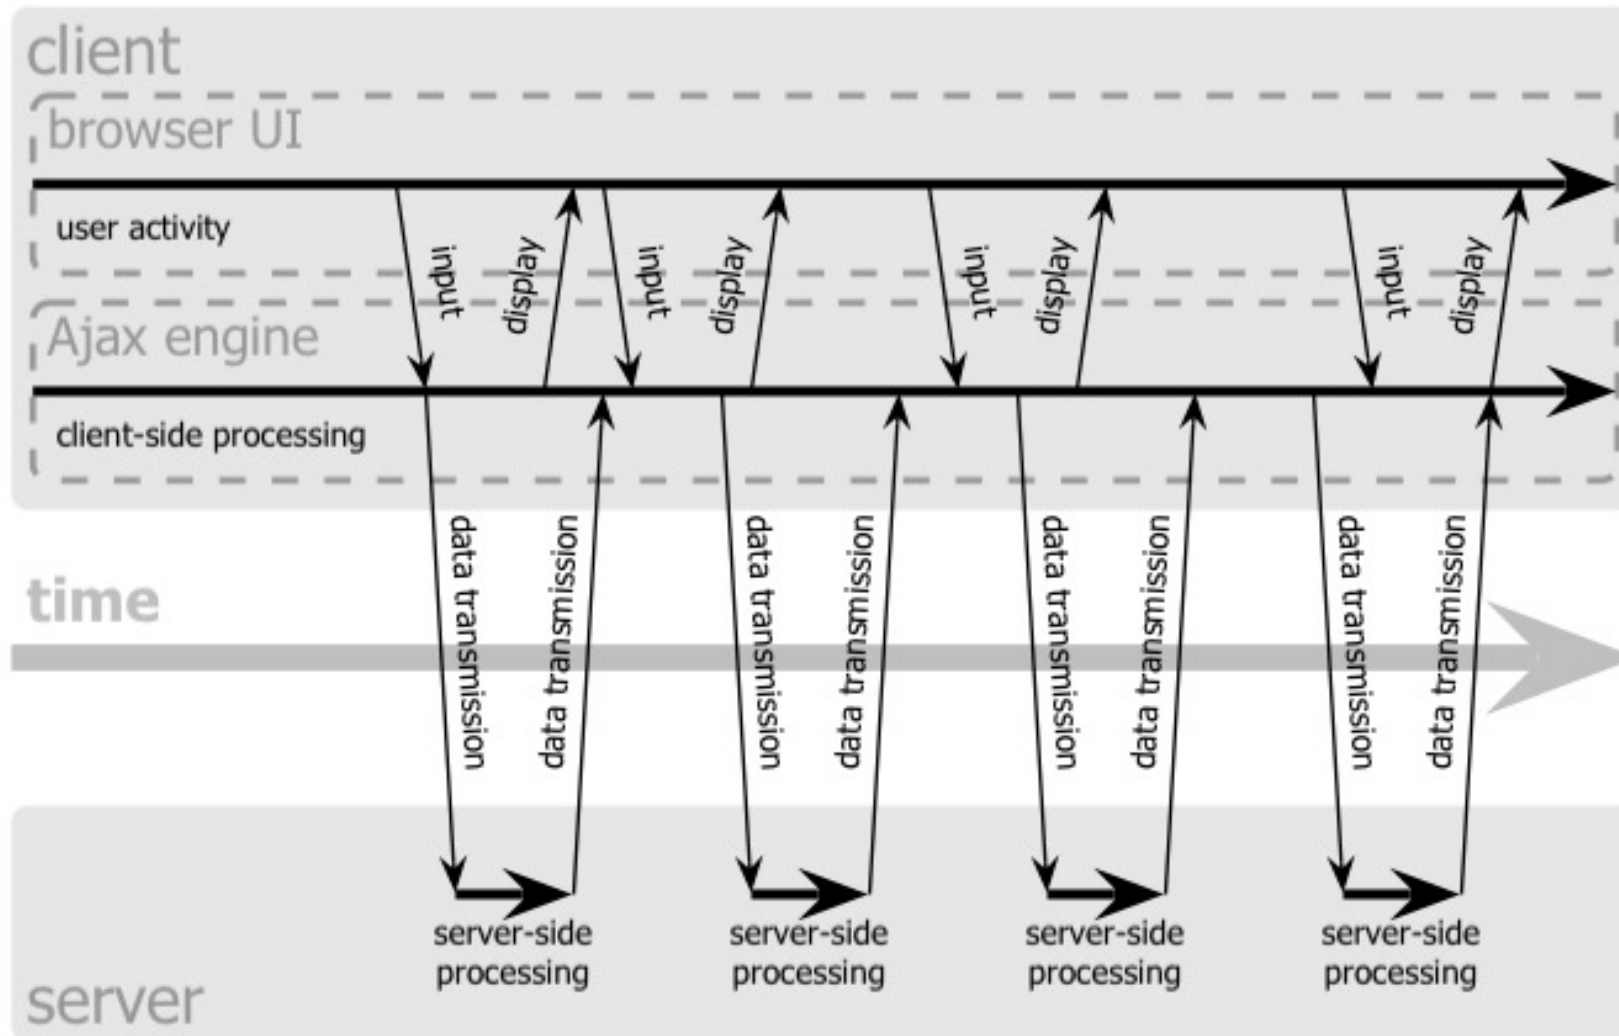 client
browser UI
user activity
input
display
input
display
input
display
input
display
Ajax engine
client-side processing
data transmission
data transmission
data transmission
data transmission
data transmission
data transmission
data transmission
data transmission
time
server-side
processing
server-side
processing
server-side
processing
server-side
processing
server